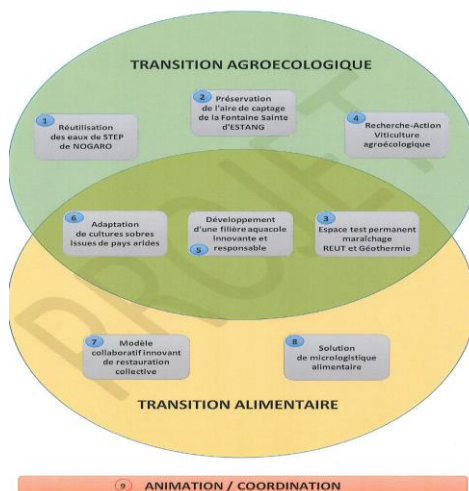 TRANSITION AGROECOLOGIQUE
2
Préservation
de l'aire de captage
de la Fontaine Sainte
d'ESTANG
1
Réutilisation
des eaux de STEP
de NOGARO
4
Recherche-Action
Viticulture
agroécologique
6
Adaptation
de cultures sobres
issues de pays arides
Développement
d'une filière aquacole
innovante et
5 responsable
3
Espace test permanent
maraîchage
REUT et Géothermie
PROJET
7
Modèle
collaboratif innovant
de restauration
collective
8
Solution
de micrologistique
alimentaire
TRANSITION ALIMENTAIRE
9 ANIMATION / COORDINATION